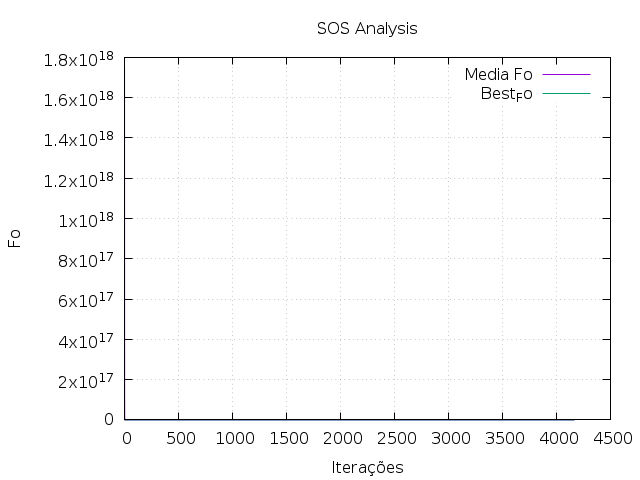 SOS Analysis
Media Fo
Best_Fo
1.8x10^18
1.6x10^18
1.4x10^18
1.2x10^18
1x10^18
8x10^17
6x10^17
4x10^17
2x10^17
0
Fo
0 500 1000 1500 2000 2500 3000 3500 4000 4500
Iterações